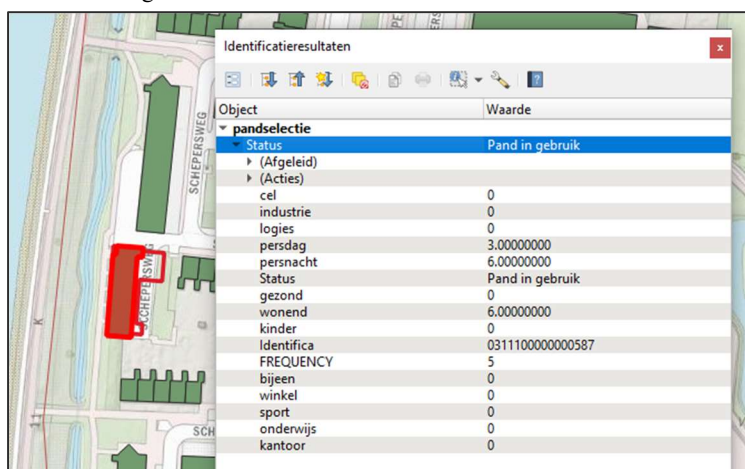 Identificatieresultaten
x
Object Waarde
pandselectie
Status Pand in gebruik
(Afgeleid)
(Acties)
cel 0
industrie 0
logies 0
persdag 3.00000000
persnacht 6.00000000
Status Pand in gebruik
gezond 0
wonend 6.00000000
kinder 0
Identifica 0311100000000587
FREQUENCY 5
bijeen 0
winkel 0
sport 0
onderwijs 0
kantoor 0
SCHEPERSWEG
SCHEPERSWEG
K
11
SCH